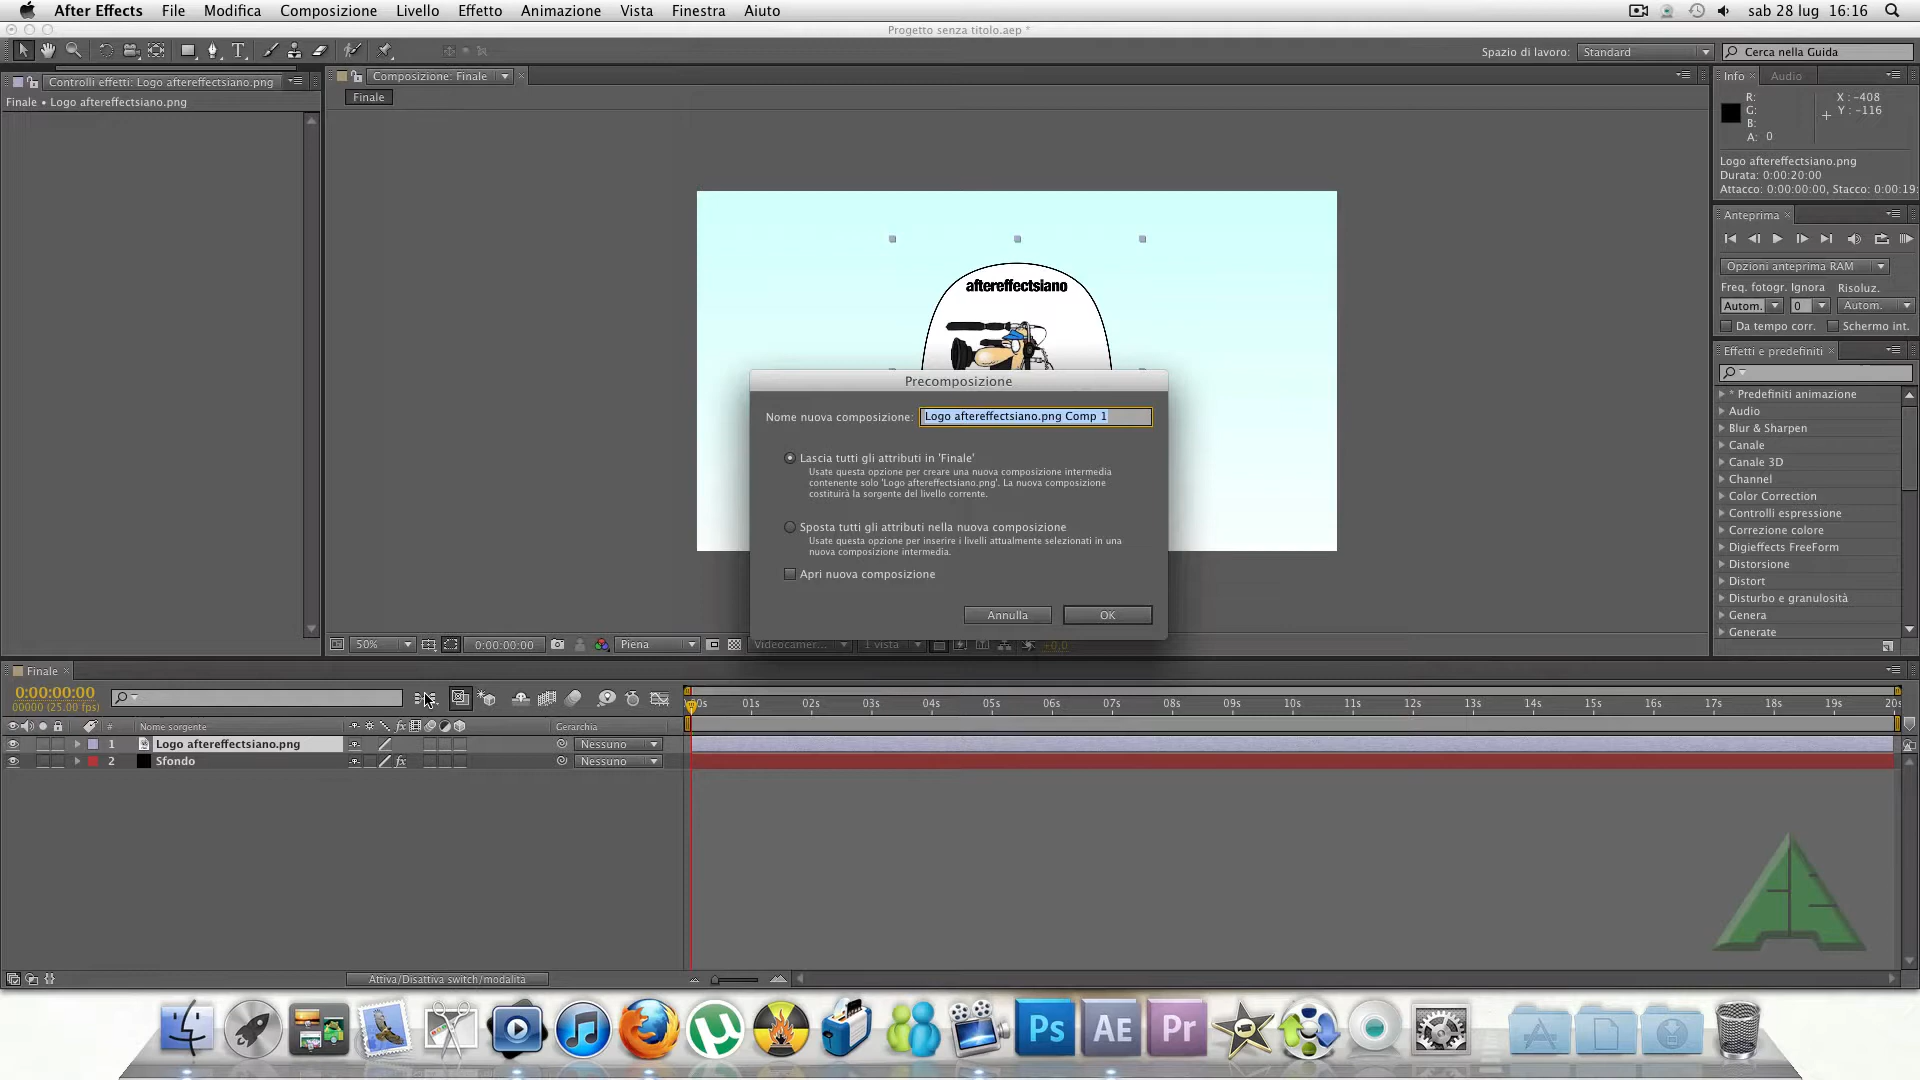 After Effects File Modifica Composizione Livello Effetto Animazione Vista Finestra Aiuto sab 28 lug 16:16
Progetto senza titolo.aep *
Spazio di lavoro: Standard Cerca nella Guida
Controlli effetti: Logo aftereffectsiano.png
Composizione: Finale
Info Audio
Finale • Logo aftereffectsiano.png
Finale
R:
G:
B:
A: 0
X : -408
Y : -116
Logo aftereffectsiano.png
Durata: 0:00:20:00
Attacco: 0:00:00:00, Stacco: 0:00:19:
Anteprima
Opzioni anteprima RAM
Freq. fotogr. Ignora Risoluz.
Autom. 0 Autom.
Da tempo corr. Schermo int.
Effetti e predefiniti
* Predefiniti animazione
Audio
Blur & Sharpen
Canale
Canale 3D
Channel
Color Correction
Controlli espressione
Correzione colore
Digieffects FreeForm
Distorsione
Distort
Disturbo e granulosità
Genera
Generate
aftereffectsiano
Precomposizione
Nome nuova composizione: Logo aftereffectsiano.png Comp 1
Lascia tutti gli attributi in 'Finale'
Usate questa opzione per creare una nuova composizione intermedia
contenente solo 'Logo aftereffectsiano.png'. La nuova composizione
costituirà la sorgente del livello corrente.
Sposta tutti gli attributi nella nuova composizione
Usate questa opzione per inserire i livelli attualmente selezionati in una
nuova composizione intermedia.
Apri nuova composizione
Annulla OK
50% 0:00:00:00 Piena Videocamer... 1 vista +0,0
Finale
0:00:00:00
00000 (25.00 fps)
00s 01s 02s 03s 04s 05s 06s 07s 08s 09s 10s 11s 12s 13s 14s 15s 16s 17s 18s 19s 20s
# Nome sorgente fx Gerarchia
1 Logo aftereffectsiano.png Nessuno
2 Sfondo fx Nessuno
Attiva/Disattiva switch/modalità
Ps AE Pr